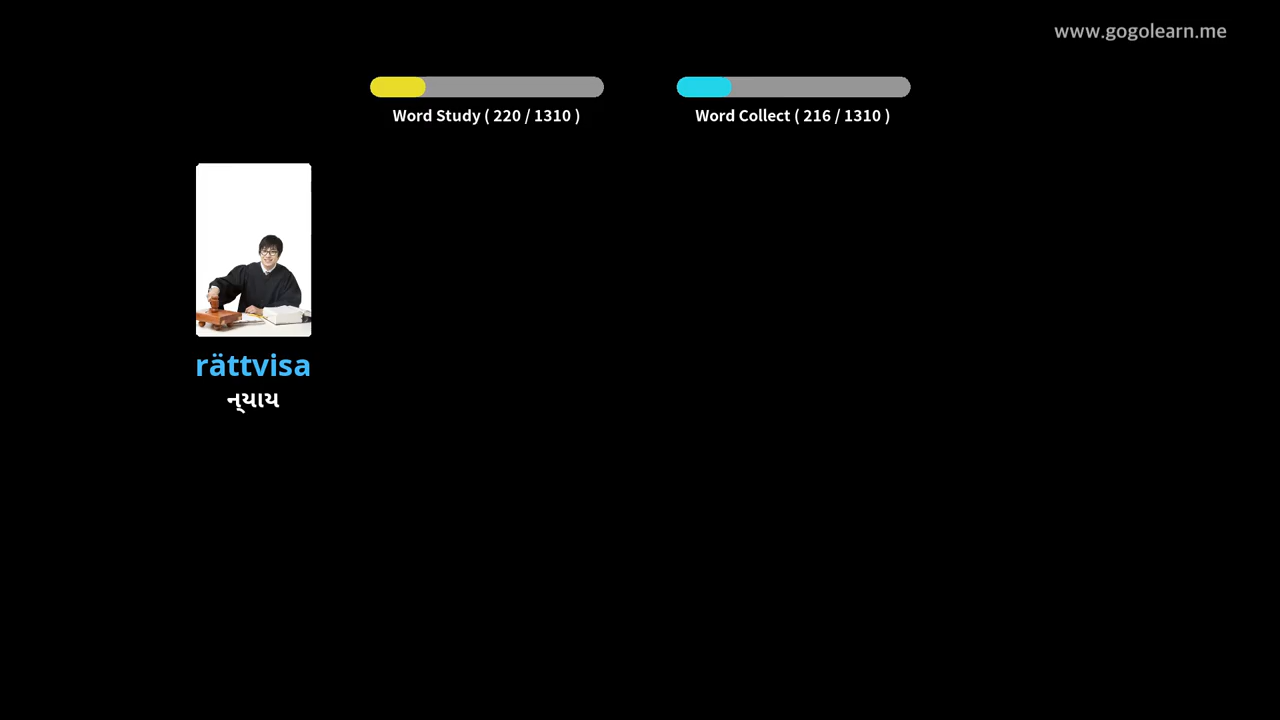 www.gogolearn.me
Word Study ( 220 / 1310 )
Word Collect ( 216 / 1310 )
rättvisa
ન્યાય